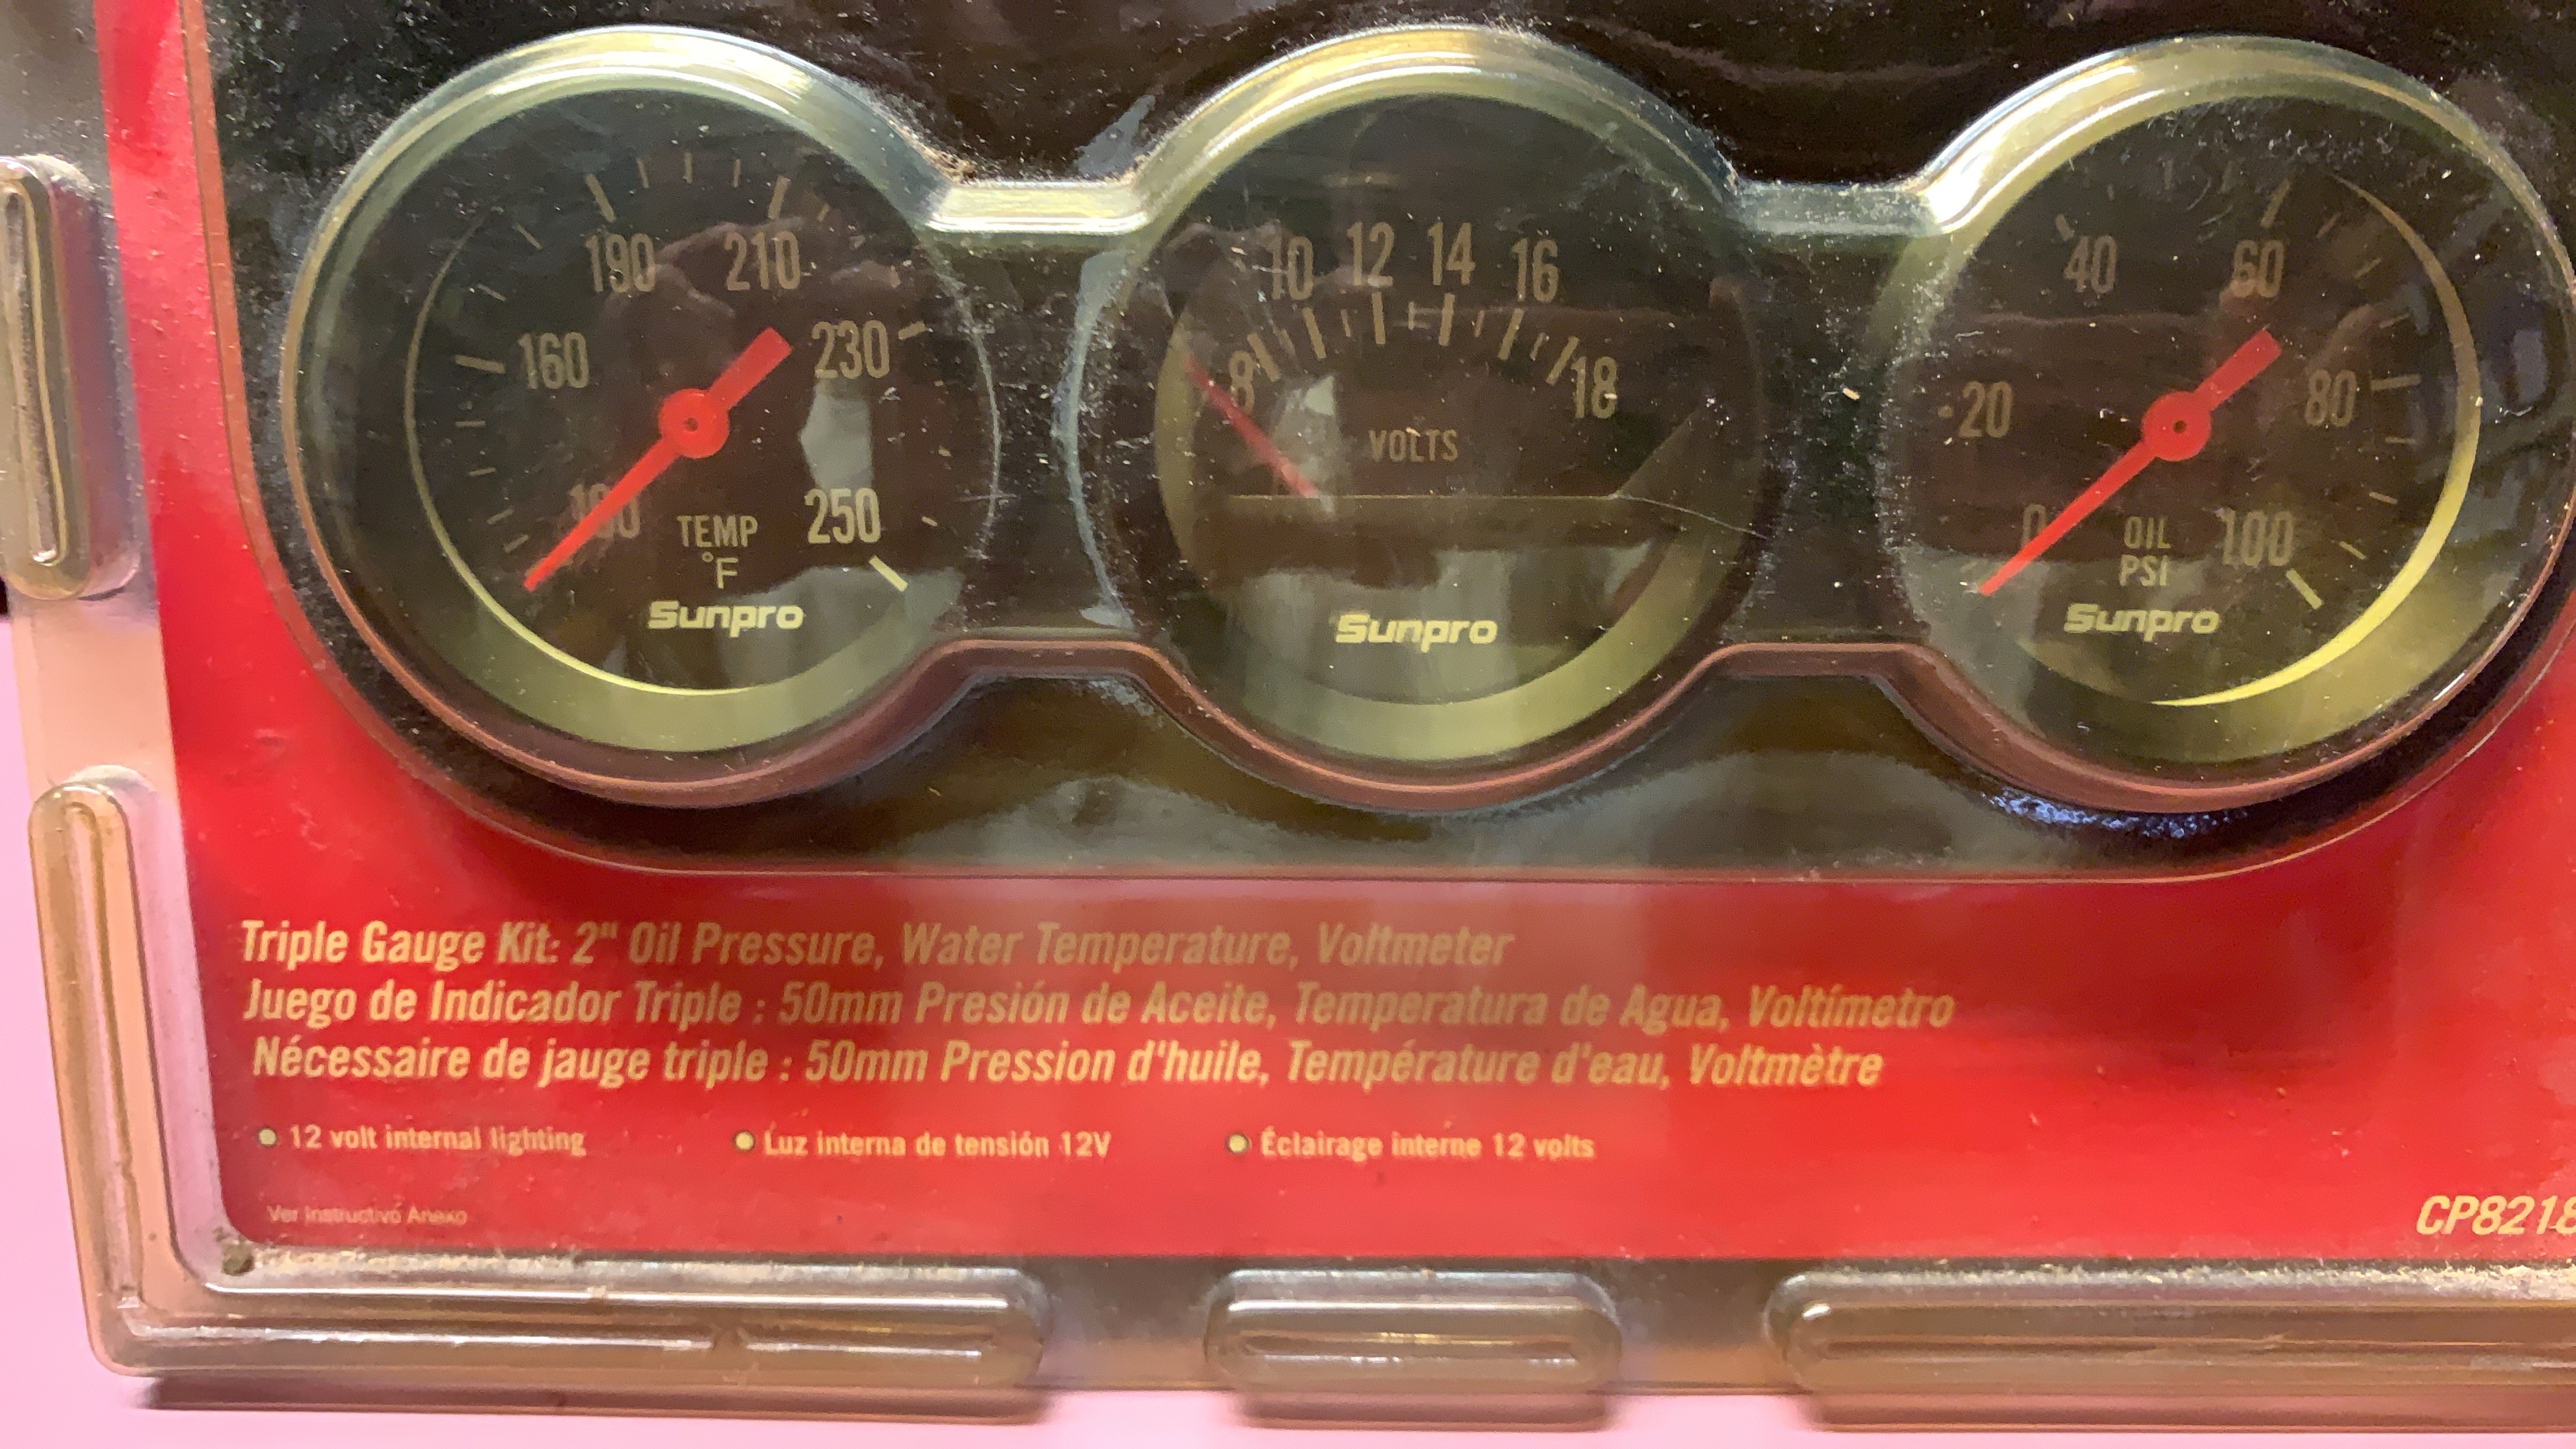 190 210
160 230
100 250
TEMP
°F
Sunpro
10 12 14 16
8 18
VOLTS
Sunpro
40 60
20 80
0 100
OIL
PSI
Sunpro
Triple Gauge Kit: 2" Oil Pressure, Water Temperature, Voltmeter
Juego de Indicador Triple : 50mm Presión de Aceite, Temperatura de Agua, Voltímetro
Nécessaire de jauge triple : 50mm Pression d'huile, Température d'eau, Voltmètre
• 12 volt internal lighting • Luz interna de tensión 12V • Éclairage interne 12 volts
Ver Instructivo Anexo
CP8218